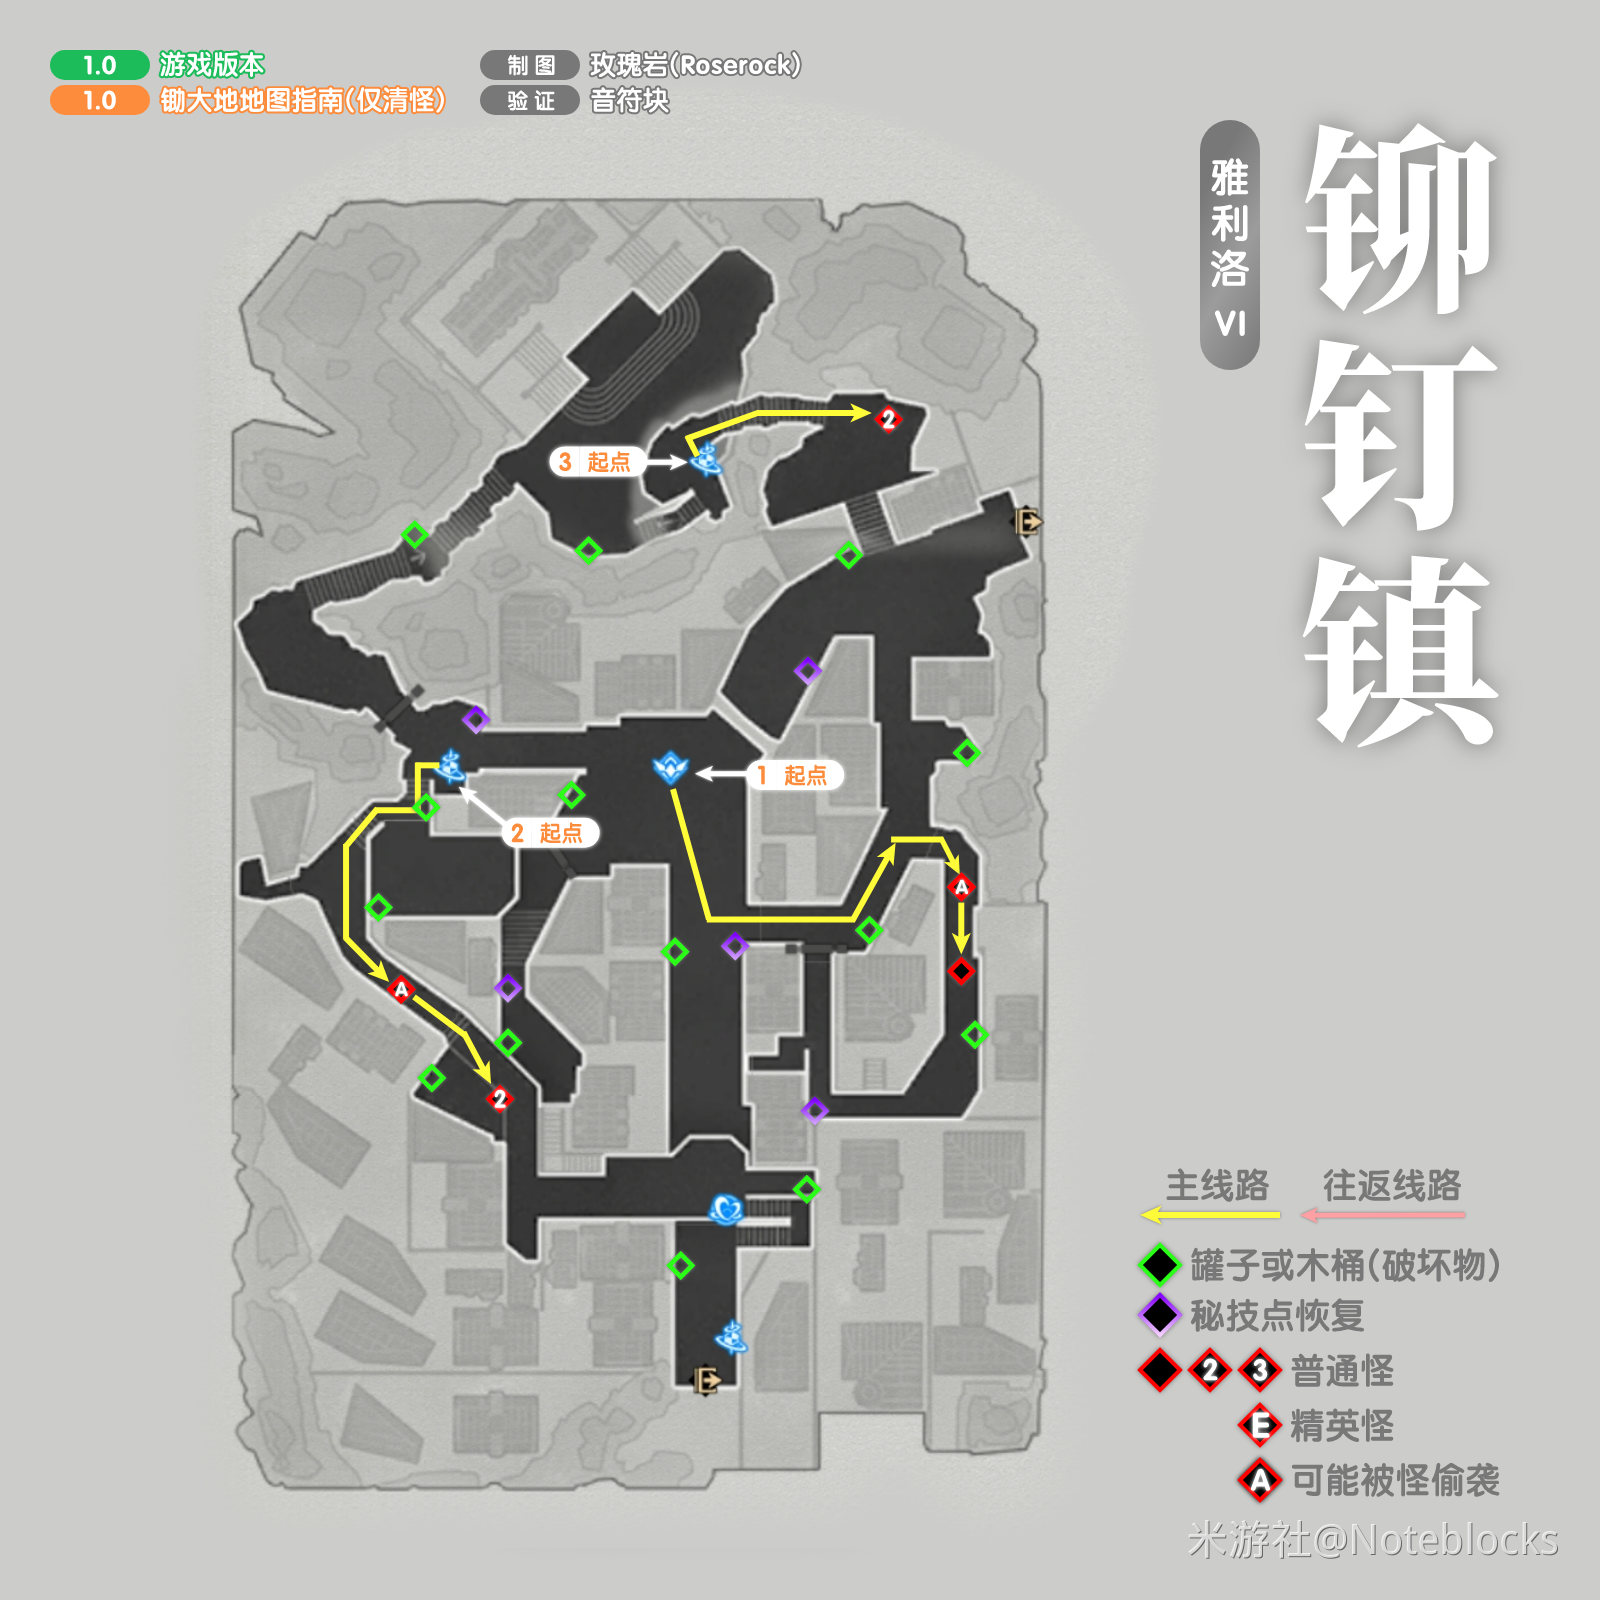 1.0 游戏版本
1.0 锄大地地图指南(仅清怪)
制图 玫瑰岩(Roserock)
验证 音符块
雅利洛 VI
铆钉镇
2
3 起点
1 起点
2 起点
A
A
2
主线路 往返线路
罐子或木桶(破坏物)
秘技点恢复
2 3 普通怪
E 精英怪
A 可能被怪偷袭
米游社@Noteblocks